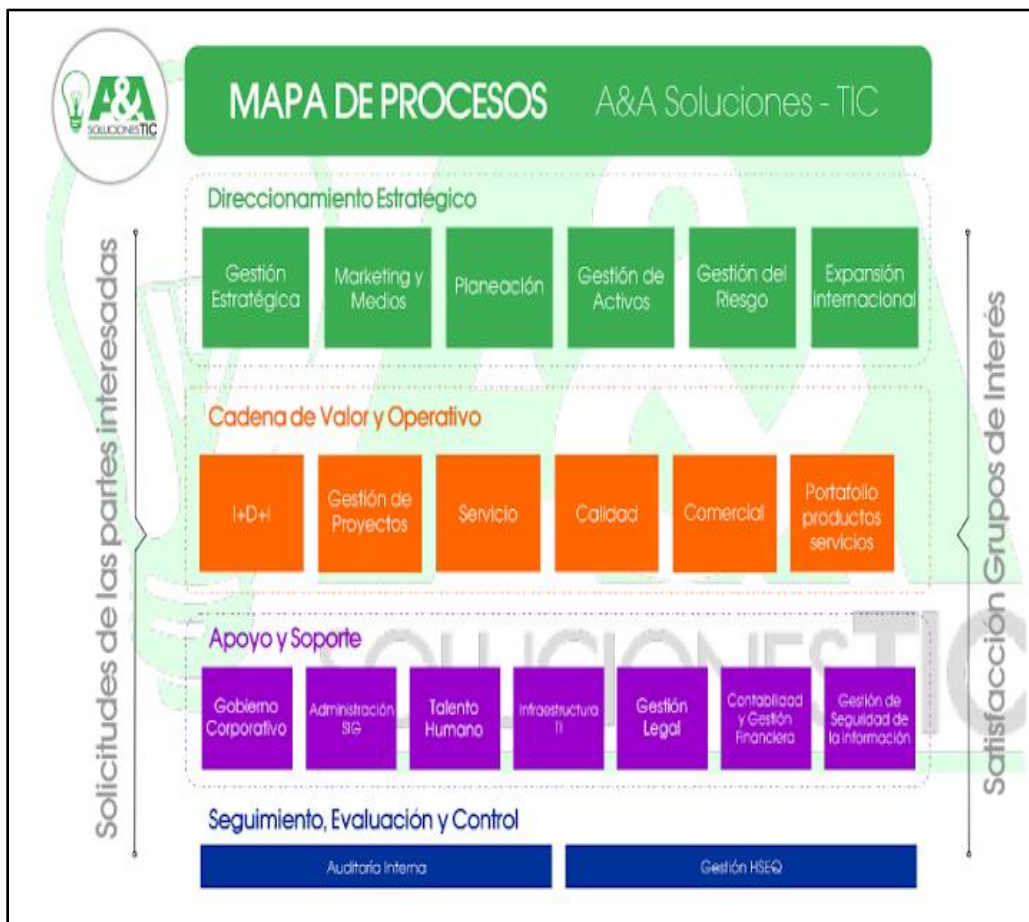 A&A
SOLUCIONESTIC
MAPA DE PROCESOS A&A Soluciones - TIC
Solicitudes de las partes interesadas
Direccionamiento Estratégico
Gestión
Estratégica
Marketing y
Medios
Planeación
Gestión de
Activos
Gestión del
Riesgo
Expansión
internacional
Cadena de Valor y Operativo
I+D+i
Gestión de
Proyectos
Servicio
Calidad
Comercial
Portafolio
productos
servicios
Apoyo y Soporte
Gobierno
Corporativo
Administración
SIG
Talento
Humano
Infraestructura
TI
Gestión
Legal
Contabilidad
y Gestión
Financiera
Gestión de
Seguridad de
la información
Seguimiento, Evaluación y Control
Auditoría Interna
Gestión HSEQ
Satisfacción Grupos de Interés
A&A
SOLUCIONESTIC